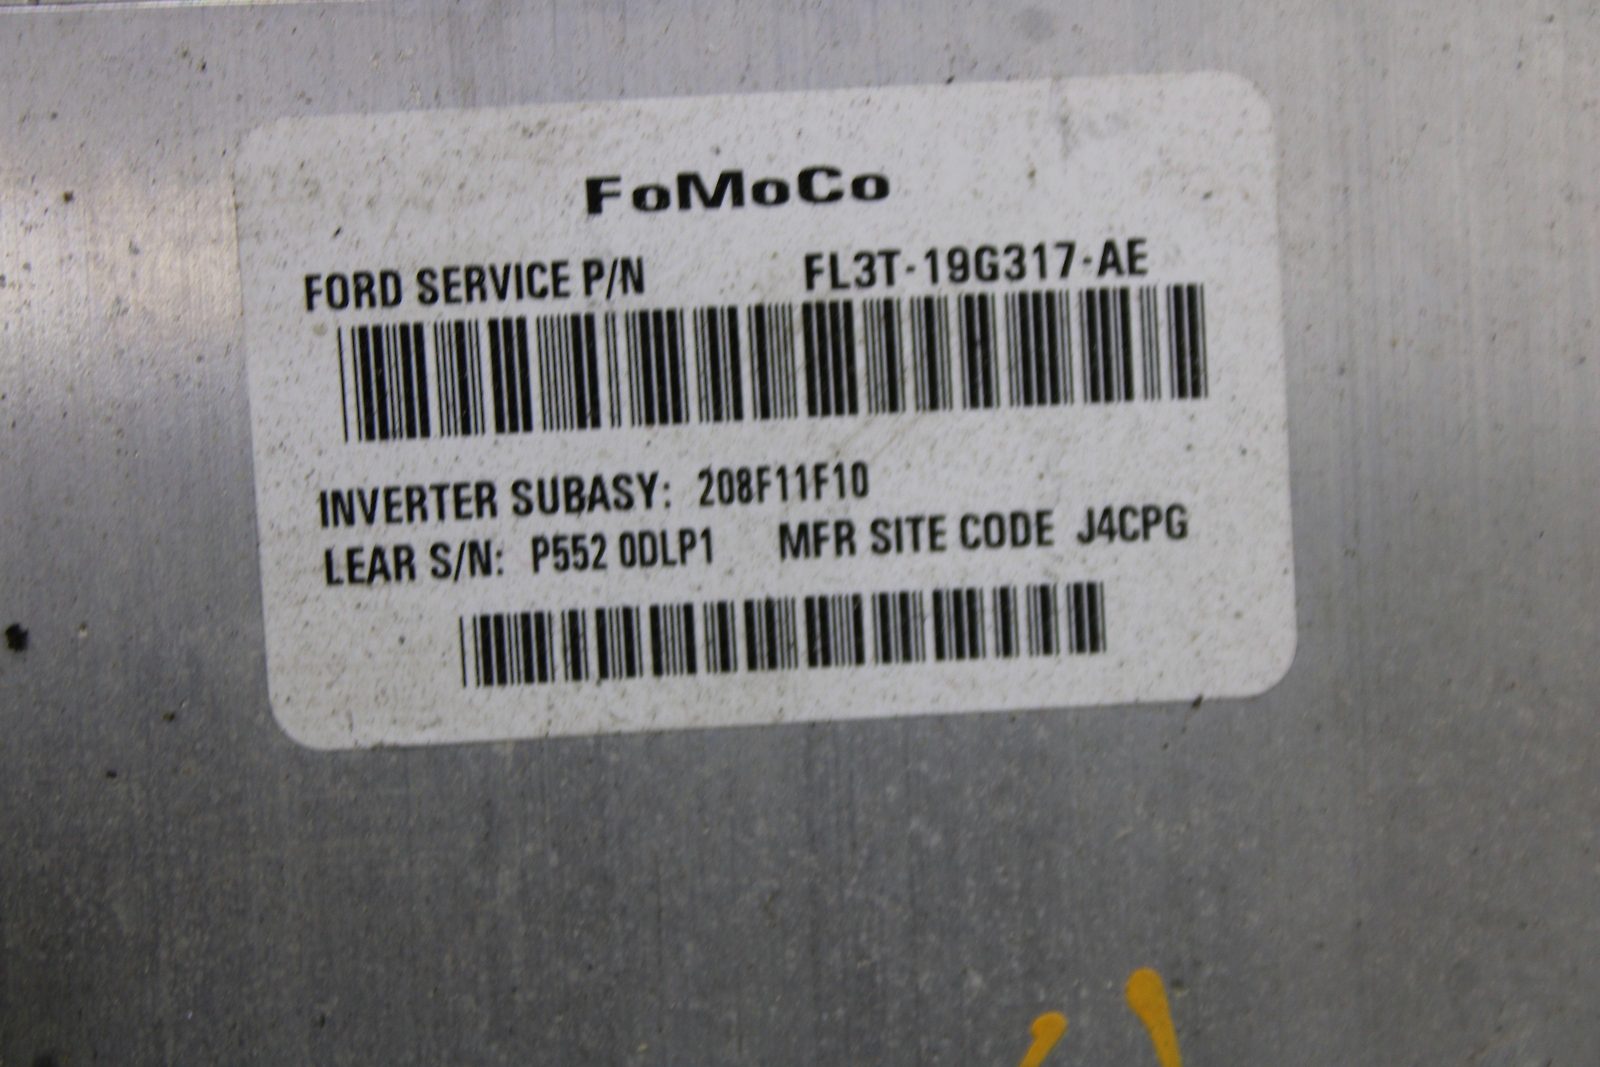 FoMoCo
FORD SERVICE P/N FL3T-19G317-AE
INVERTER SUBASY: 208F11F10
LEAR S/N: P552 0DLP1 MFR SITE CODE J4CPG